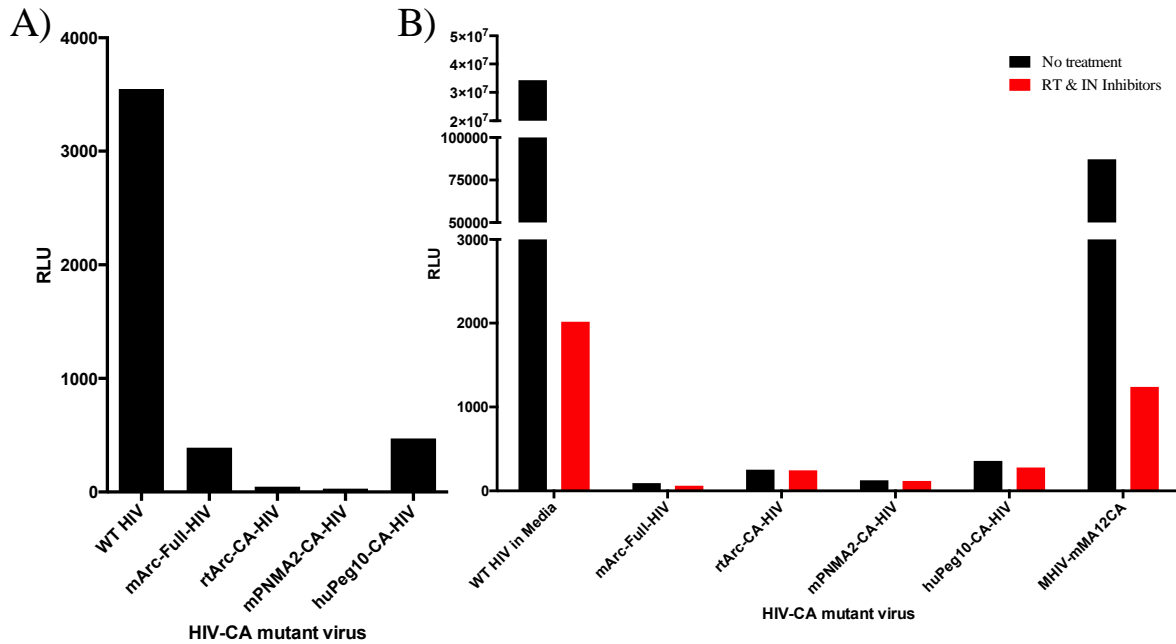 A)
4000
3000
2000
1000
0
RLU
WT HIV
mArc-Full-HIV
rtArc-CA-HIV
mPNMA2-CA-HIV
huPeg10-CA-HIV
HIV-CA mutant virus
B)
5×10⁷
4×10⁷
3×10⁷
2×10⁷
100000
75000
50000
3000
2000
1000
0
RLU
No treatment
RT & IN Inhibitors
WT HIV in Media
mArc-Full-HIV
rtArc-CA-HIV
mPNMA2-CA-HIV
huPeg10-CA-HIV
MHIV-mMA12CA
HIV-CA mutant virus